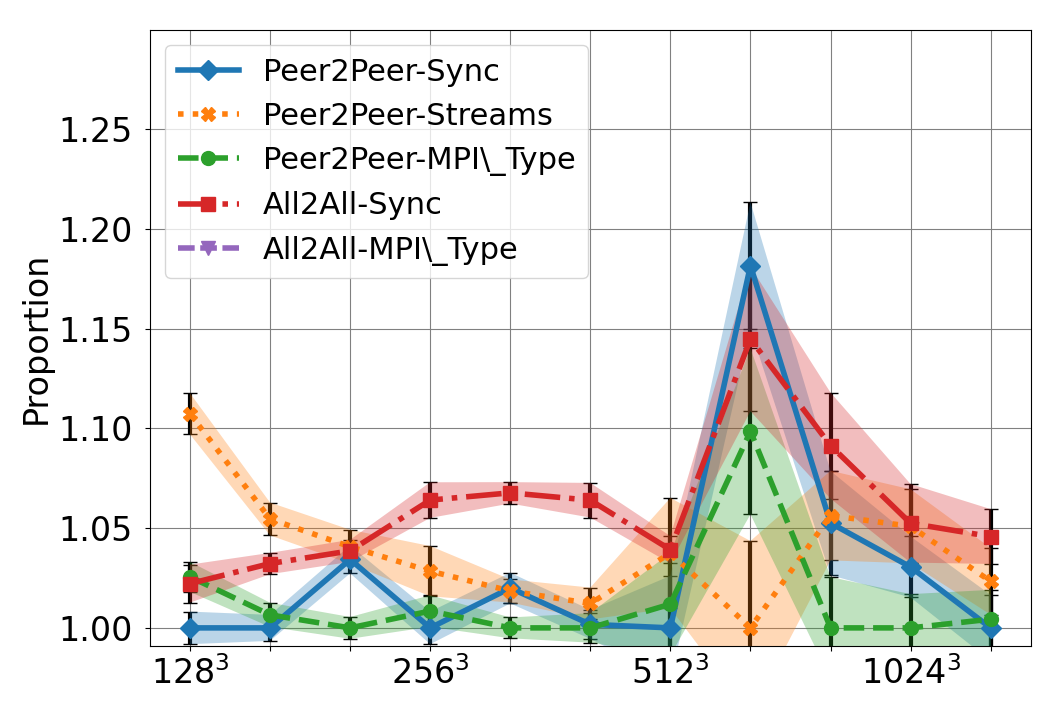 Peer2Peer-Sync
Peer2Peer-Streams
Peer2Peer-MPI\_Type
All2All-Sync
All2All-MPI\_Type
Proportion
1.25
1.20
1.15
1.10
1.05
1.00
128³ 256³ 512³ 1024³